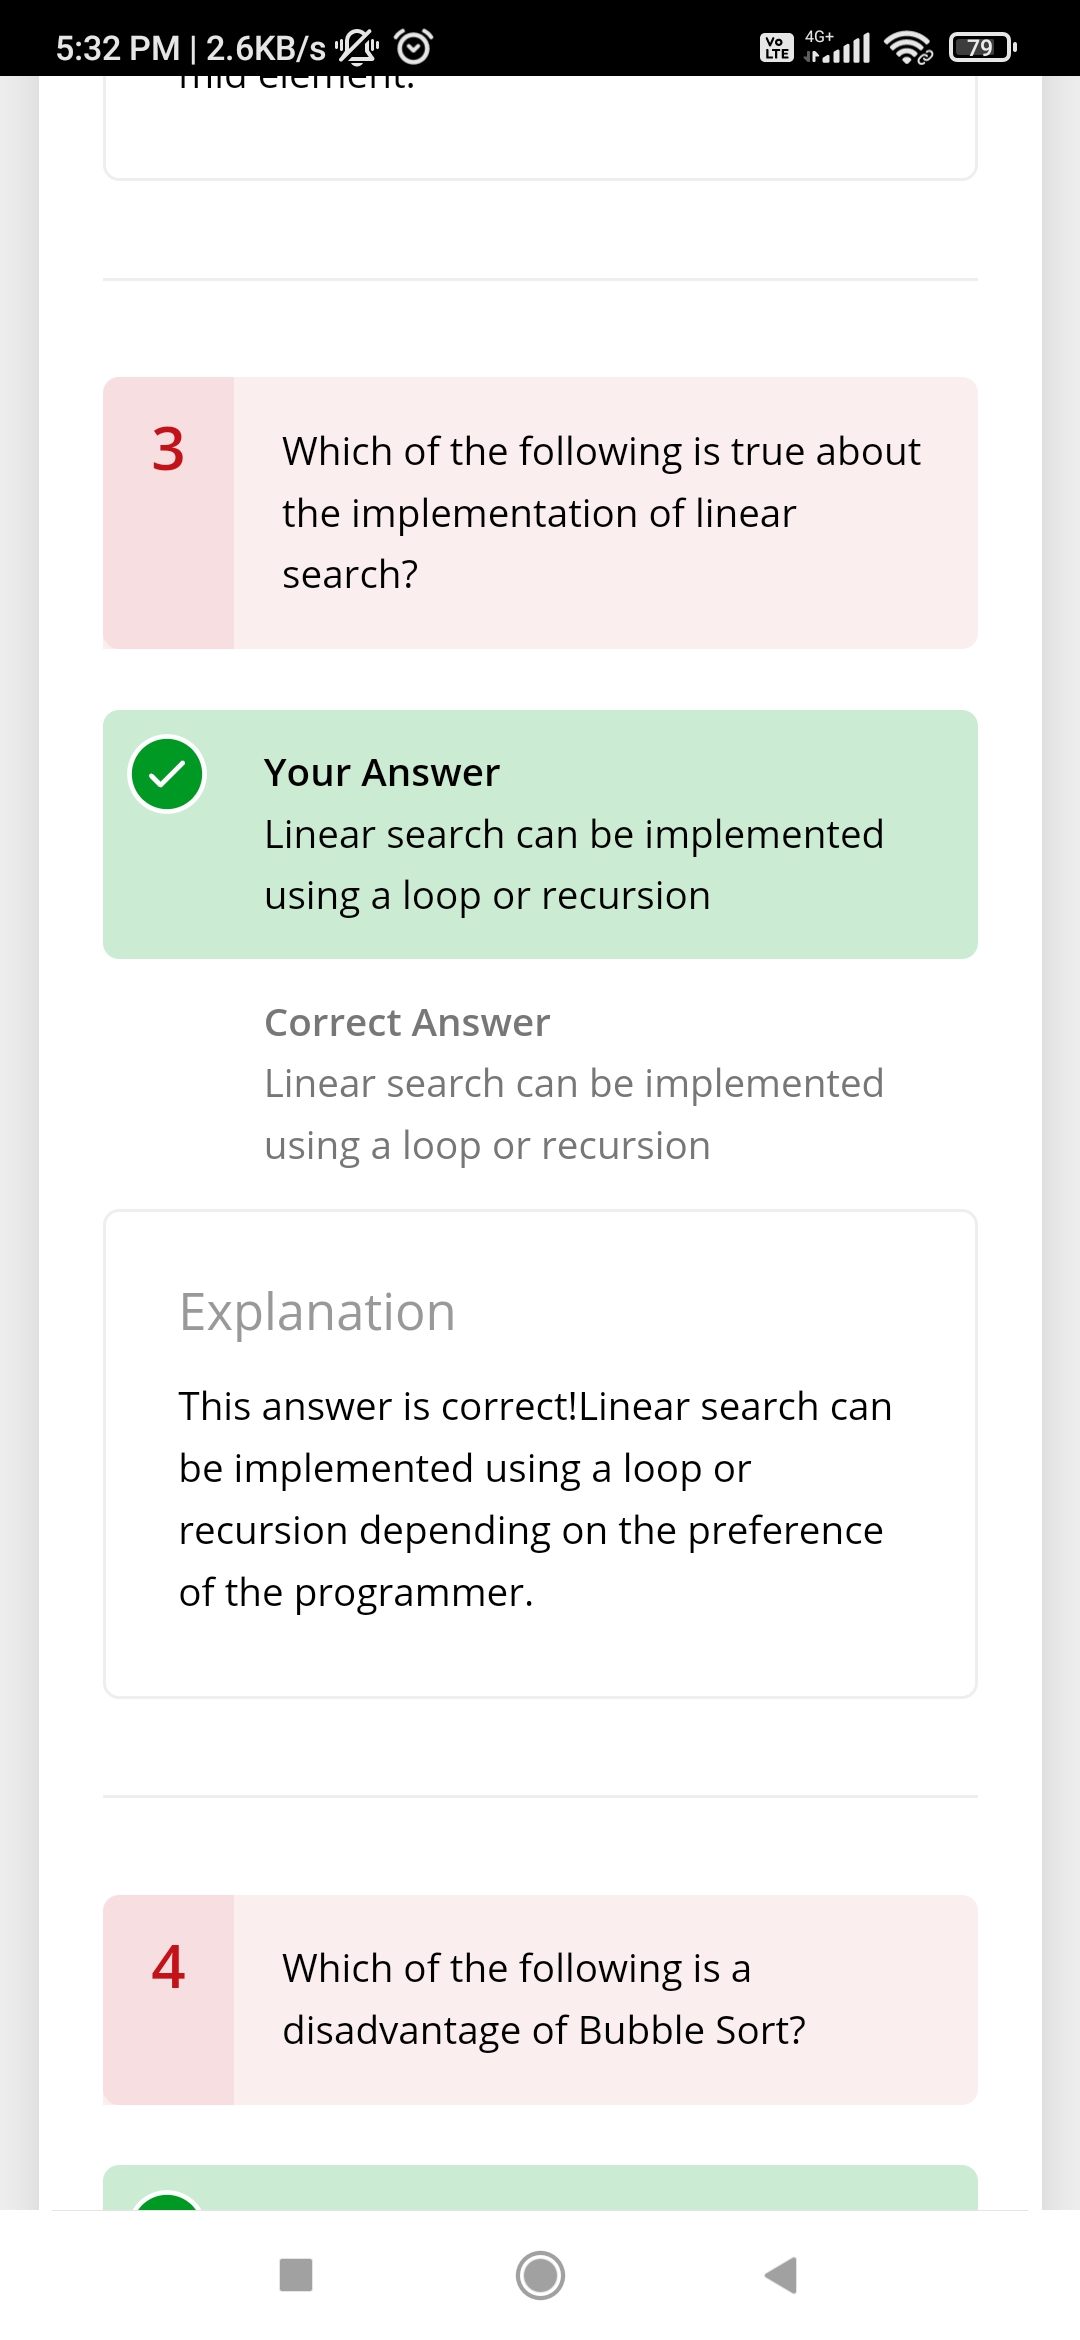 5:32 PM | 2.6KB/s Vo LTE 4G+ 79
mid element.
3
Which of the following is true about
the implementation of linear
search?
Your Answer
Linear search can be implemented
using a loop or recursion
Correct Answer
Linear search can be implemented
using a loop or recursion
Explanation
This answer is correct!Linear search can
be implemented using a loop or
recursion depending on the preference
of the programmer.
4
Which of the following is a
disadvantage of Bubble Sort?